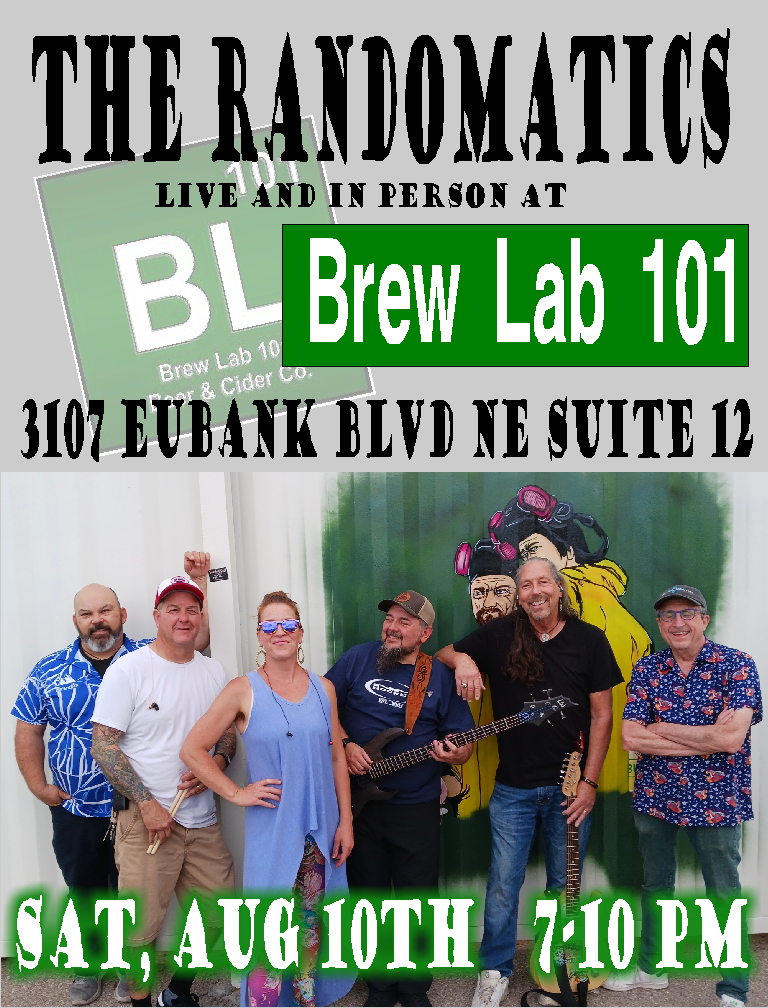 THE RANDOMATICS
101
LIVE AND IN PERSON AT
BL
Brew Lab 101
Brew Lab 10
Beer & Cider Co.
3107 EUBANK BLVD NE SUITE 12
SAT, AUG 10TH 7-10 PM